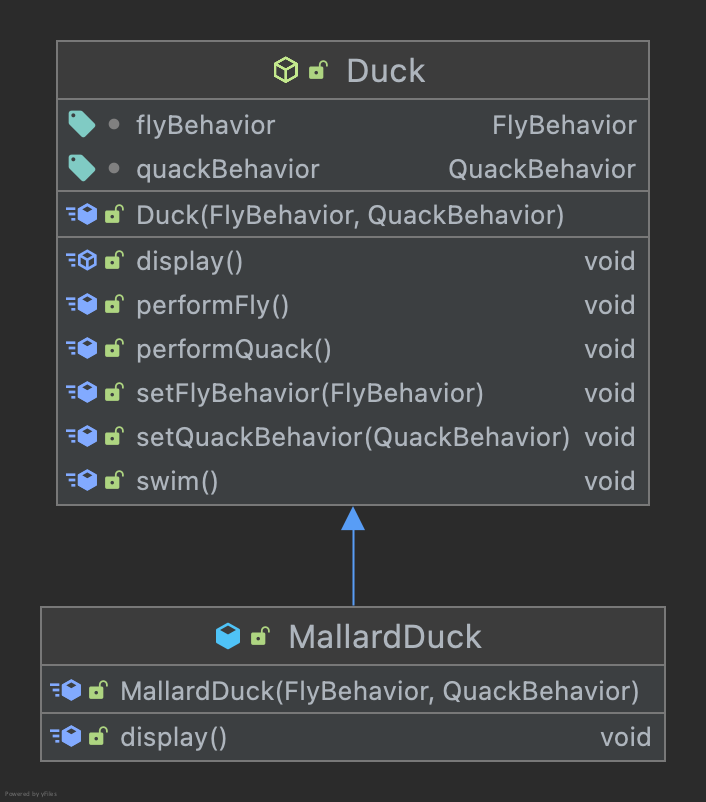 Duck
flyBehavior FlyBehavior
quackBehavior QuackBehavior
Duck(FlyBehavior, QuackBehavior)
display() void
performFly() void
performQuack() void
setFlyBehavior(FlyBehavior) void
setQuackBehavior(QuackBehavior) void
swim() void
MallardDuck
MallardDuck(FlyBehavior, QuackBehavior)
display() void
Powered by yFiles